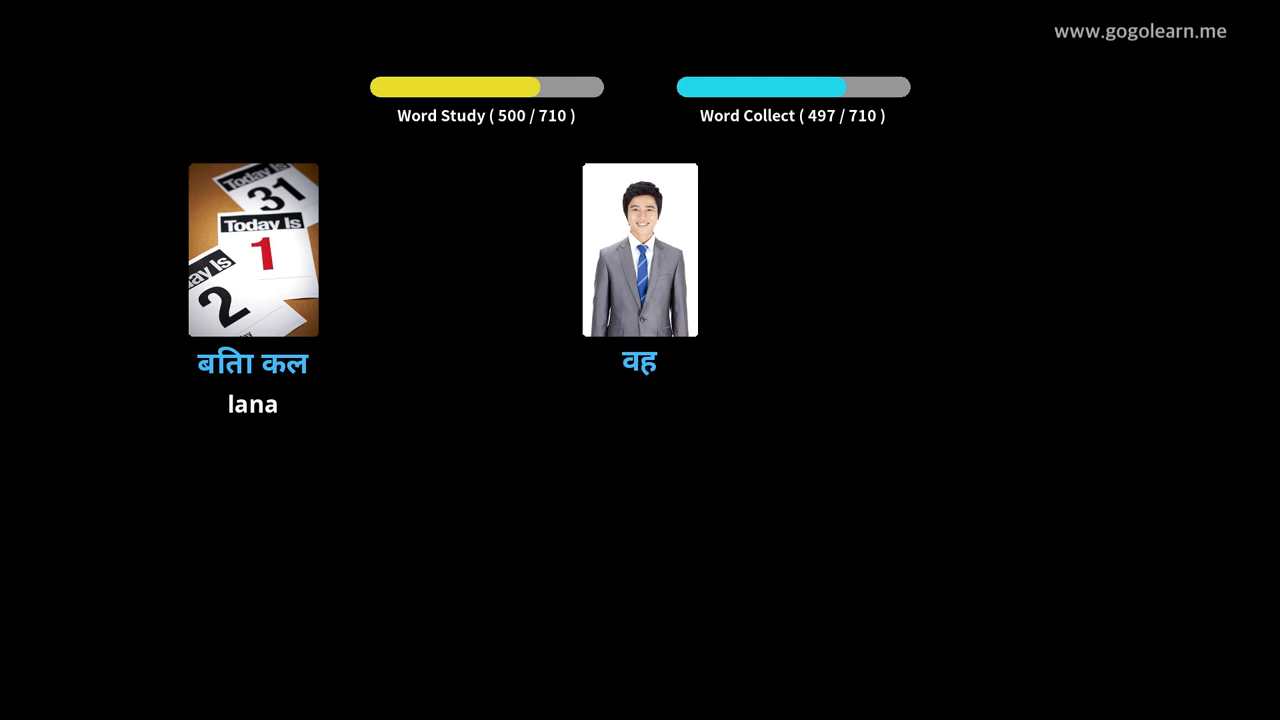 www.gogolearn.me
Word Study ( 500 / 710 )
Word Collect ( 497 / 710 )
Today Is
31
Today Is
1
ay Is
2
बतिा कल
वह
lana